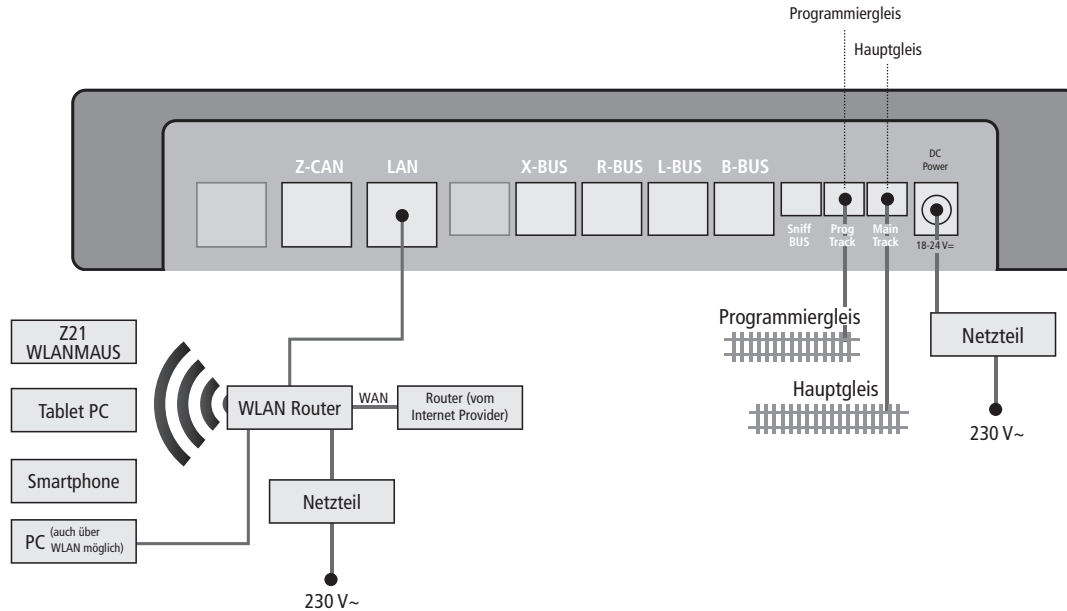 Programmiergleis
Hauptgleis
Z-CAN
LAN
X-BUS
R-BUS
L-BUS
B-BUS
DC
Power
Sniff
BUS
Prog
Track
Main
Track
18-24 V=
Programmiergleis
Hauptgleis
Netzteil
230 V~
Z21
WLANMAUS
Tablet PC
Smartphone
PC (auch über
WLAN möglich)
WLAN Router
WAN
Router (vom
Internet Provider)
Netzteil
230 V~